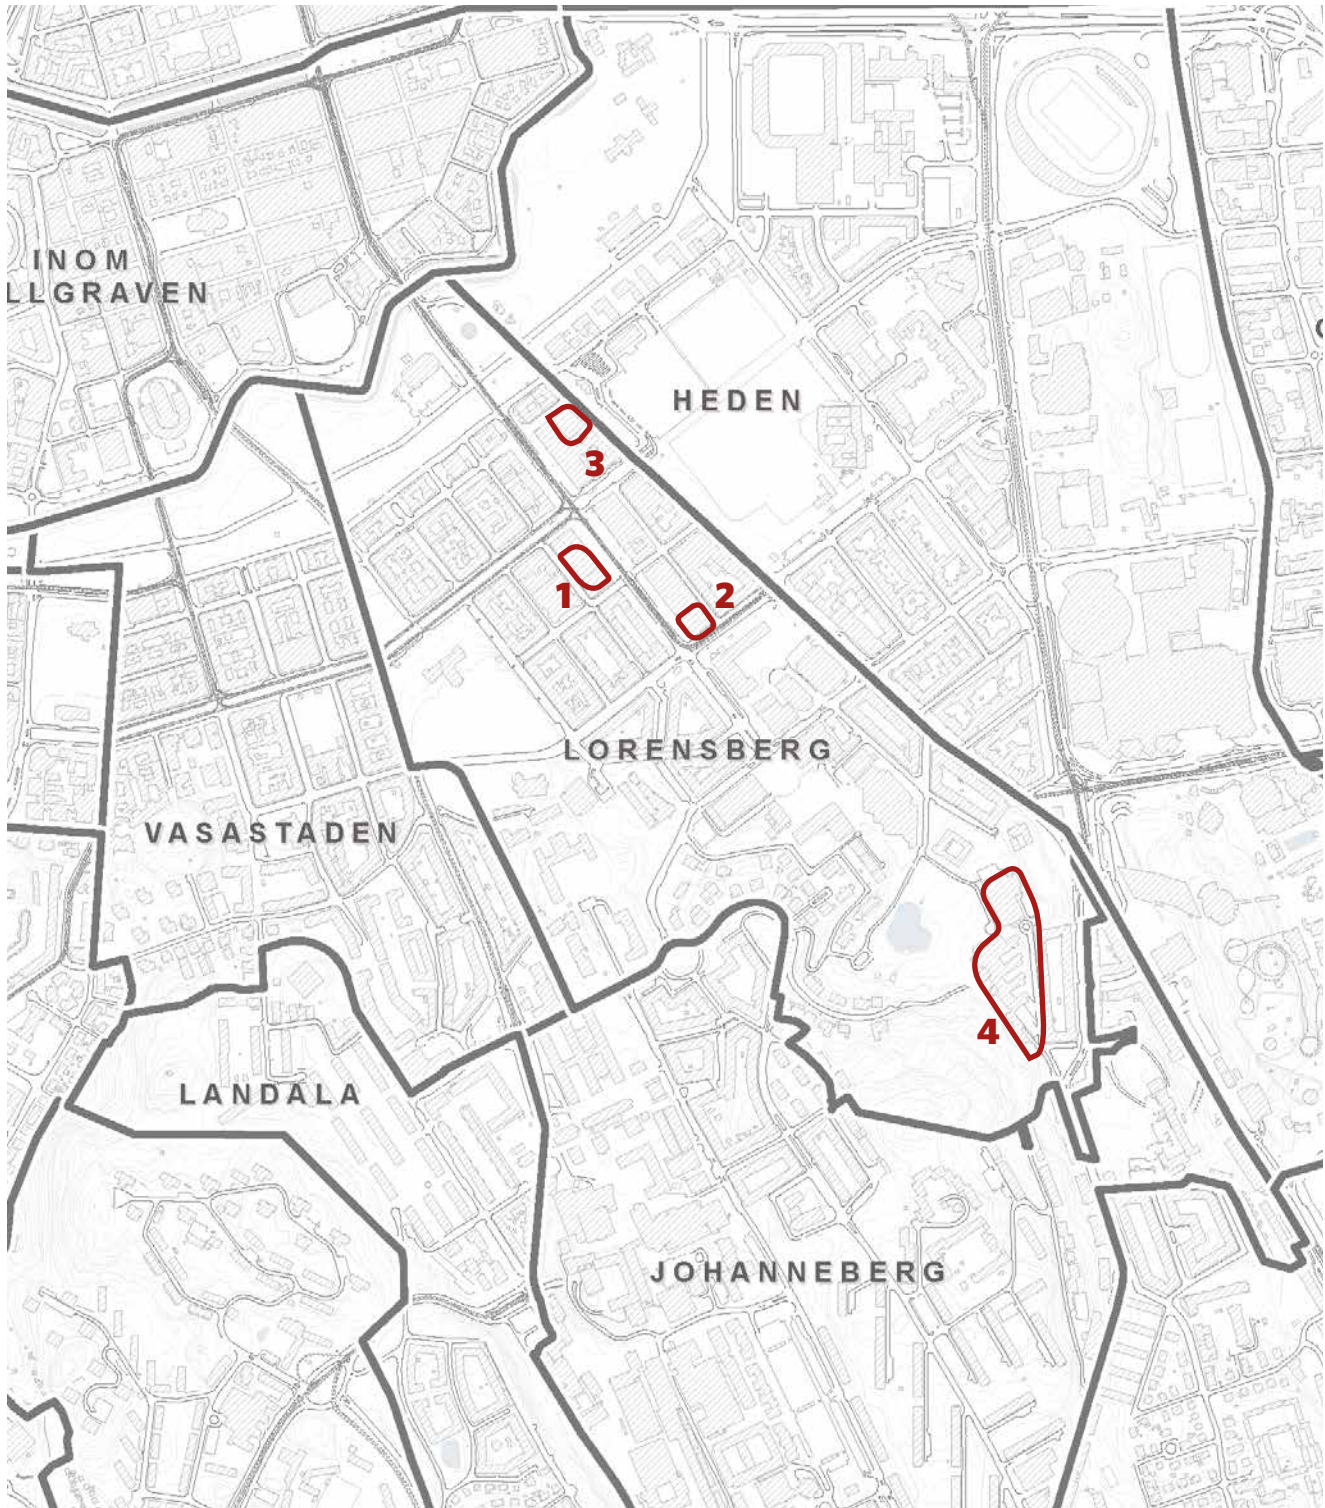 INOM
LLGRAVEN
HEDEN
3
1
2
LORENSBERG
VASASTADEN
4
LANDALA
JOHANNEBERG